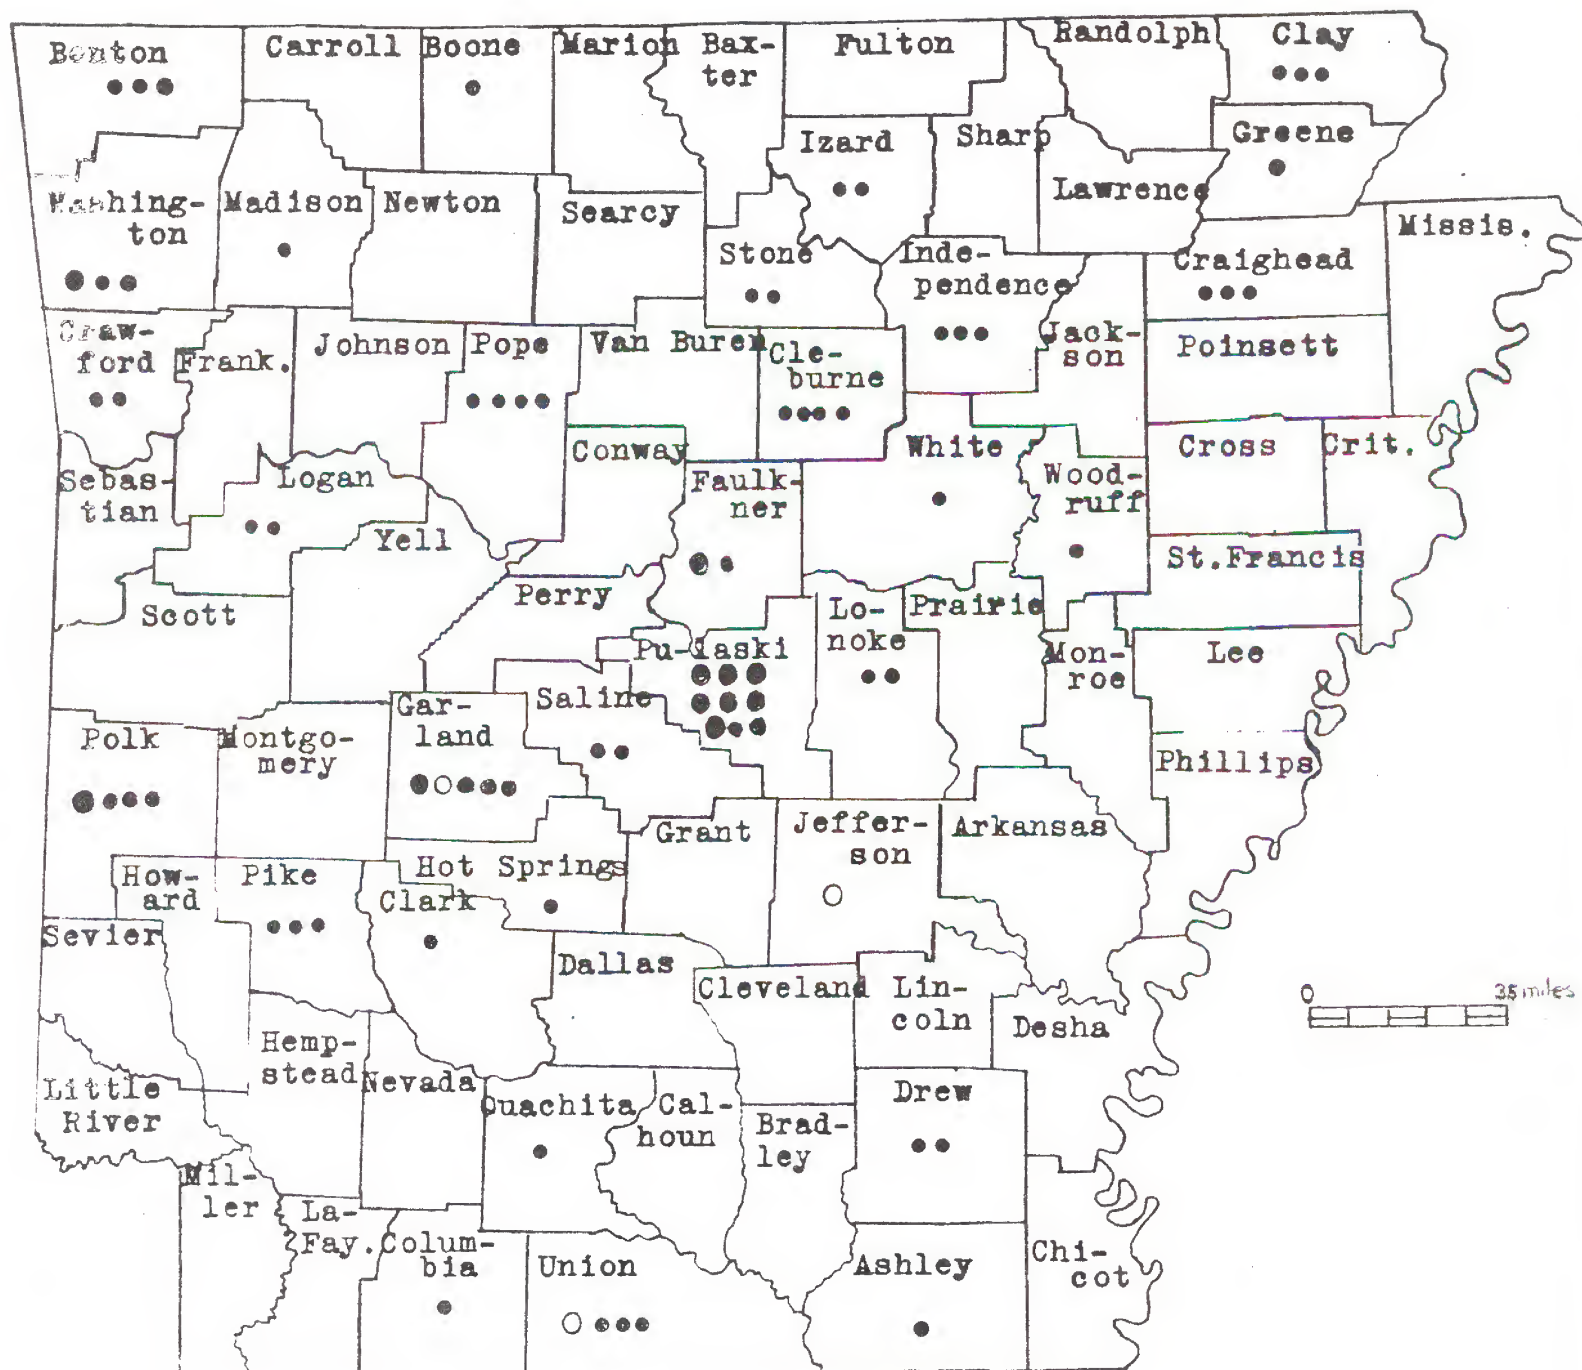 Benton
Carroll
Boone
Marion
Bax-
ter
Fulton
Randolph
Clay
Izard
Sharp
Greene
Washing-
ton
Madison
Newton
Searcy
Lawrence
Missis.
Stone
Inde-
pendence
Craighead
Craw-
ford
Frank.
Johnson
Pope
Van Buren
Cle-
burne
Jack-
son
Poinsett
Sebas-
tian
Logan
Conway
Faulk-
ner
White
Wood-
ruff
Cross
Crit.
Yell
St.Francis
Scott
Perry
Pu-laski
Lo-
noke
Prairie
Mon-
roe
Lee
Polk
Montgo-
mery
Gar-
land
Saline
Phillips
Grant
Jeffer-
son
Arkansas
How-
ard
Pike
Hot Springs
Clark
Sevier
Dallas
Cleveland
Lin-
coln
Desha
0 35 miles
Hemp-
stead
Nevada
Little
River
Ouachita
Cal-
houn
Brad-
ley
Drew
Mil-
ler
La-
Fay.
Colum-
bia
Union
Ashley
Chi-
cot